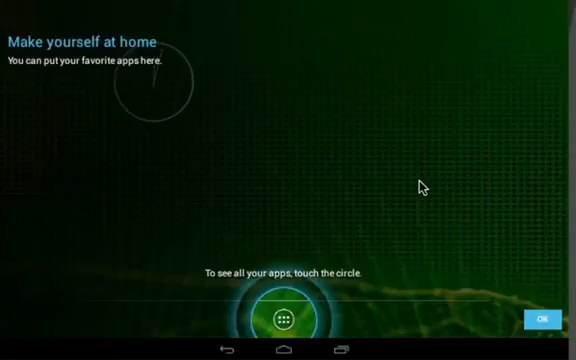 Make yourself at home
You can put your favorite apps here.
To see all your apps, touch the circle.
OK